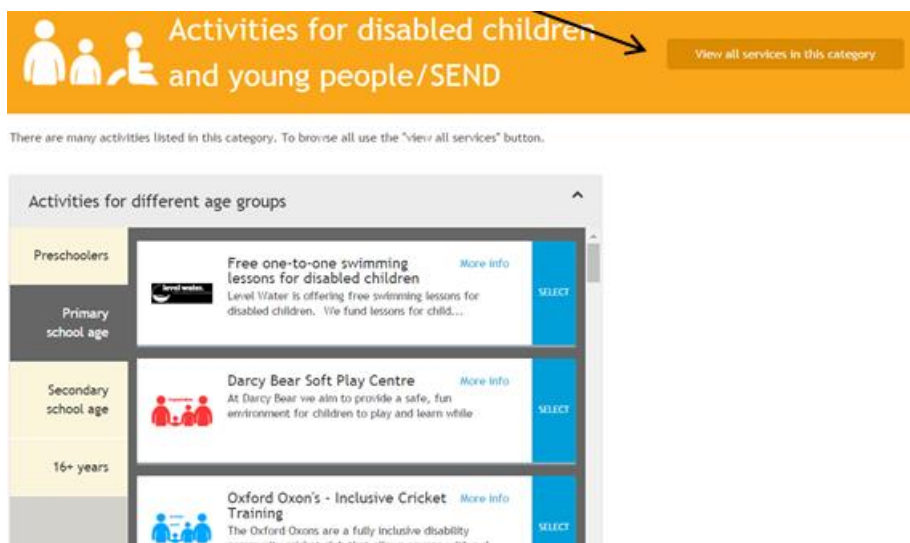 Activities for disabled children
and young people/SEND
View all services in this category
There are many activities listed in this category. To browse all use the "view all services" button.
Activities for different age groups
Preschoolers
Primary
school age
Secondary
school age
16+ years
level water.
Free one-to-one swimming
lessons for disabled children
More info
Level Water is offering free swimming lessons for
disabled children. We fund lessons for child...
SELECT
Darcy Bear Soft Play Centre
More info
At Darcy Bear we aim to provide a safe, fun
environment for children to play and learn while
SELECT
Oxford Oxon's - Inclusive Cricket
Training
More info
The Oxford Oxons are a fully inclusive disability
SELECT